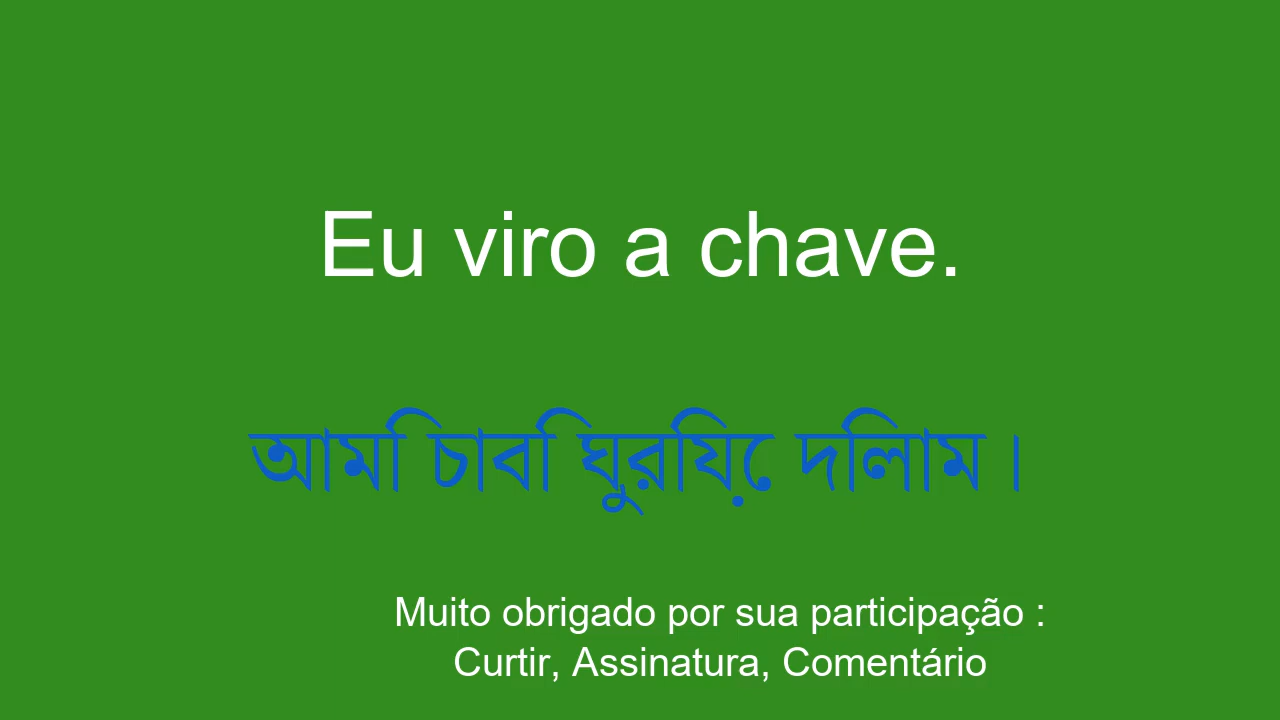 Eu viro a chave.
আমি চাবি ঘুরিয়ে দিলাম।
Muito obrigado por sua participação :
Curtir, Assinatura, Comentário